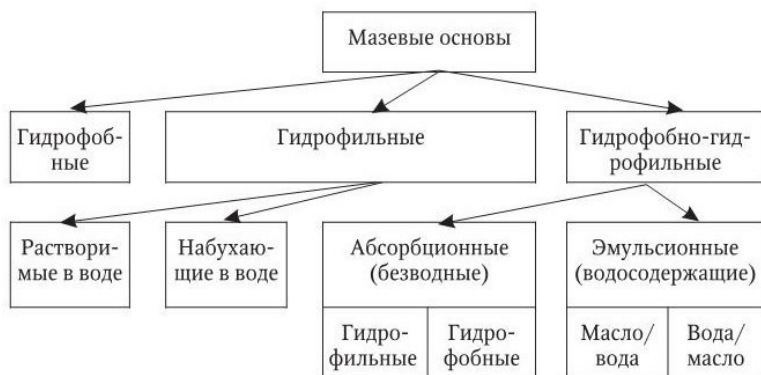 Мазевые основы
Гидрофоб-
ные
Гидрофильные
Гидрофобно-гид-
рофильные
Раствори-
мые в воде
Набухаю-
щие в воде
Абсорбционные
(безводные)
Эмульсионные
(водосодержащие)
Гидро-
фильные
Гидро-
фобные
Масло/
вода
Вода/
масло